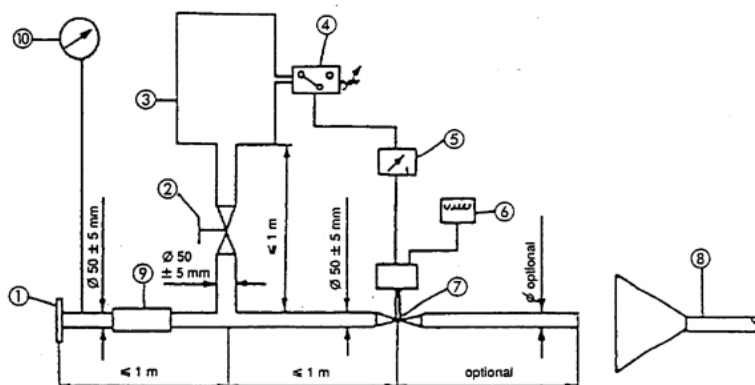 ⑩
④
③
⑤
②
⑥
Ø 50 ± 5 mm
Ø 50
± 5 mm
≤ 1 m
Ø 50 ± 5 mm
Ø optional
①
⑨
⑦
⑧
≤ 1 m
≤ 1 m
optional